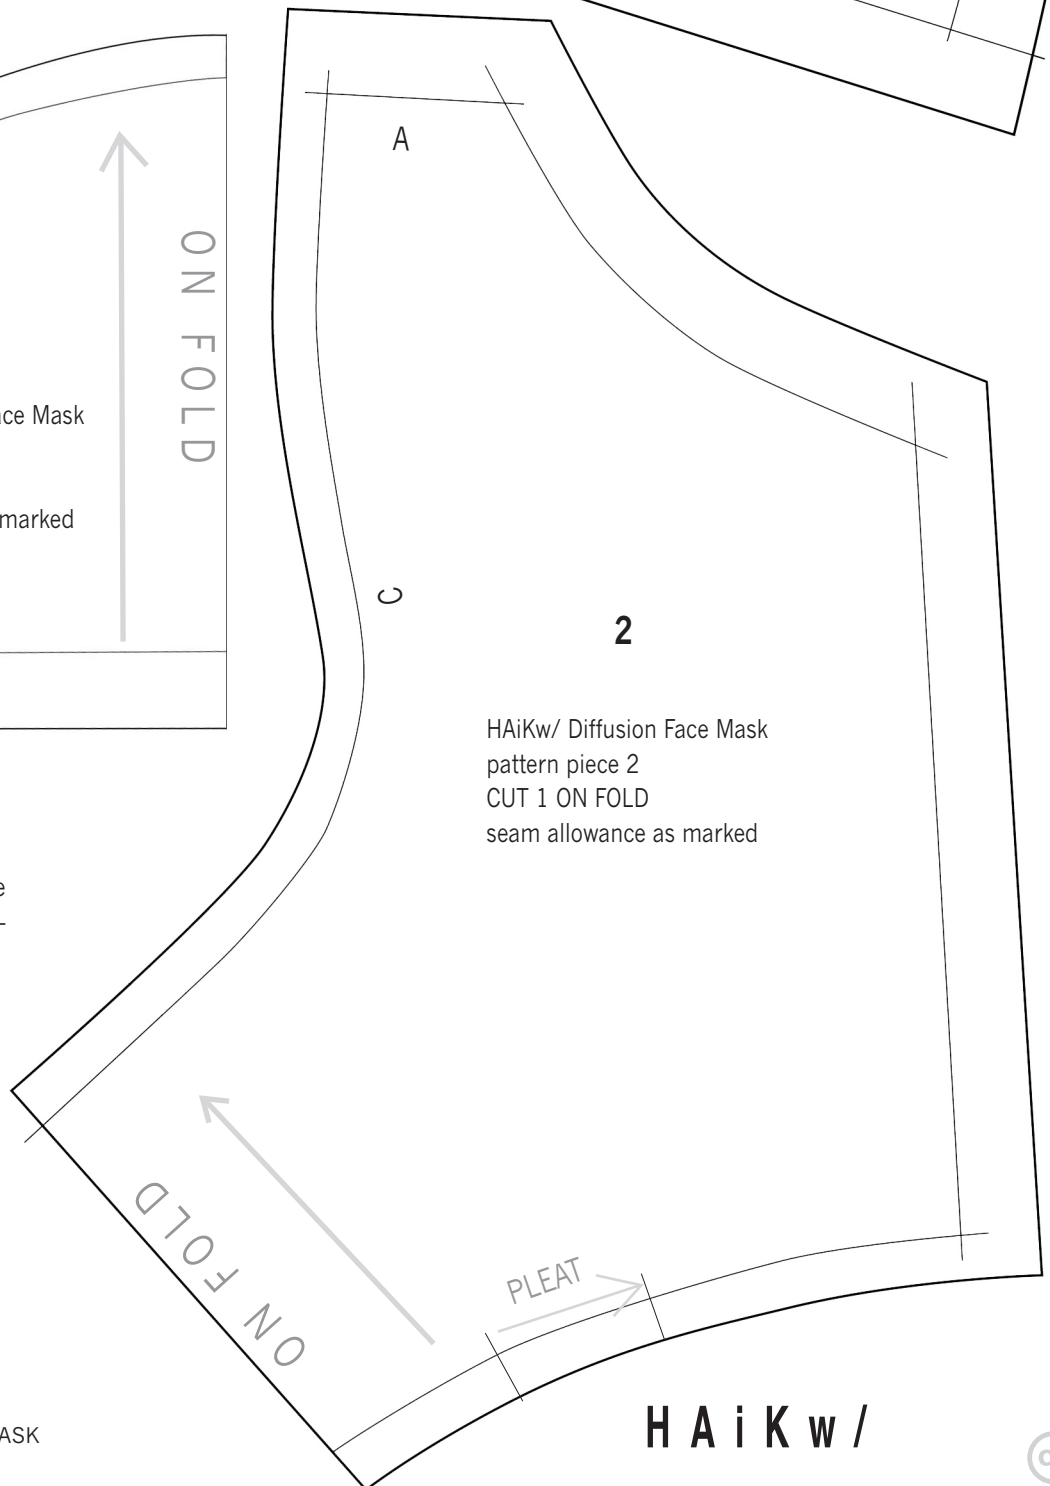 A
ON FOLD
ce Mask
marked
C
2
HAiKw/ Diffusion Face Mask
pattern piece 2
CUT 1 ON FOLD
seam allowance as marked
e
ON FOLD
PLEAT
HAiKw/
ASK